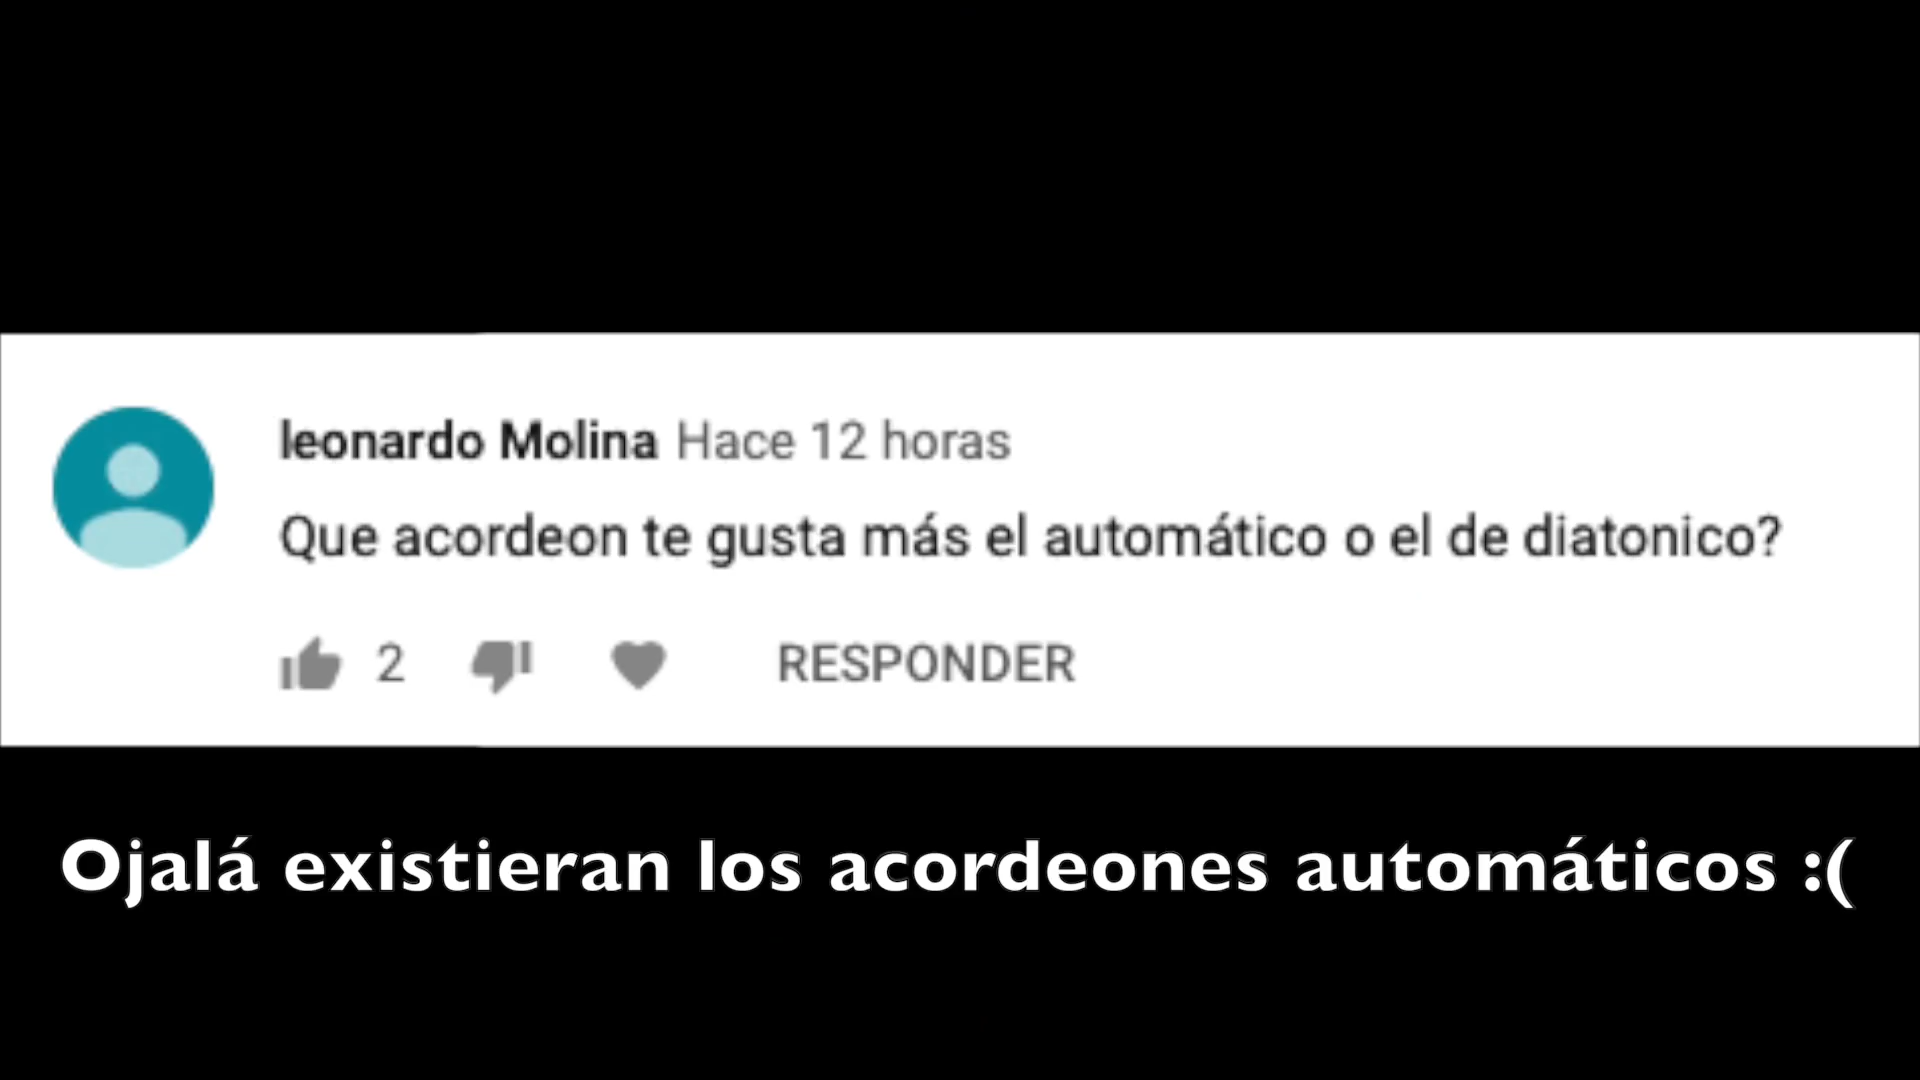 leonardo Molina Hace 12 horas
Que acordeon te gusta más el automático o el de diatonico?
2 RESPONDER
Ojalá existieran los acordeones automáticos :(